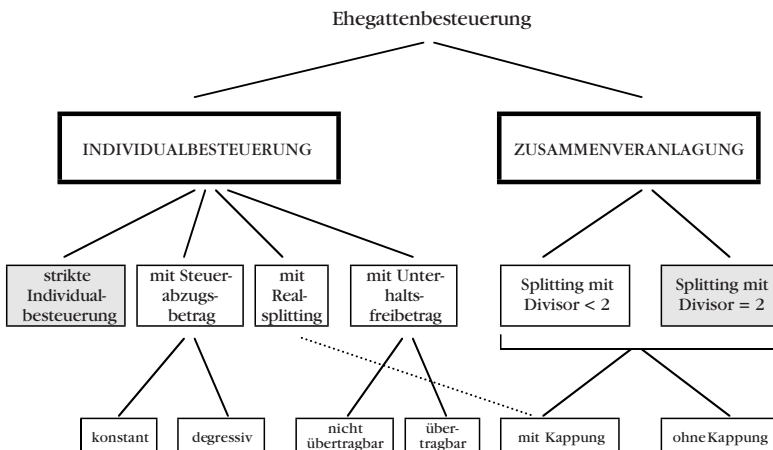 Ehegattenbesteuerung
INDIVIDUALBESTEUERUNG
ZUSAMMENVERANLAGUNG
strikte
Individual-
besteuerung
mit Steuer-
abzugs-
betrag
mit
Real-
splitting
mit Unter-
halts-
freibetrag
Splitting mit
Divisor < 2
Splitting mit
Divisor = 2
konstant
degressiv
nicht
übertragbar
über-
tragbar
mit Kappung
ohne Kappung